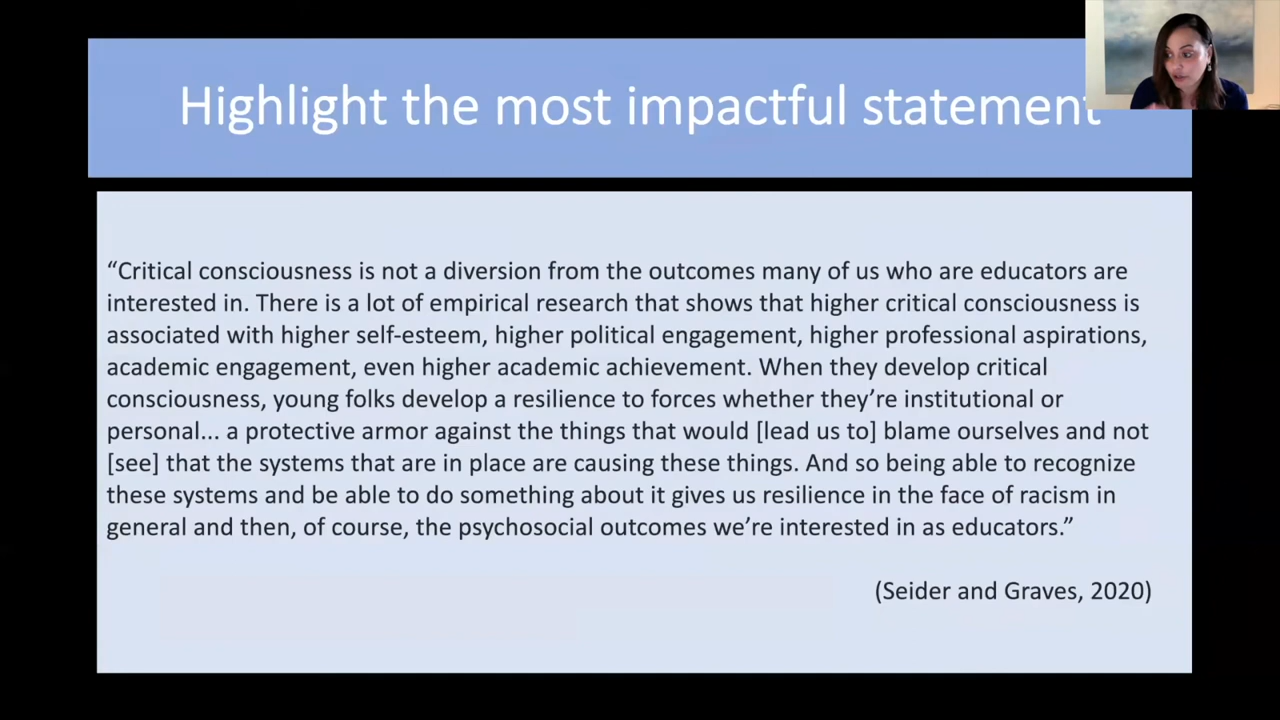 Highlight the most impactful statement
“Critical consciousness is not a diversion from the outcomes many of us who are educators are
interested in. There is a lot of empirical research that shows that higher critical consciousness is
associated with higher self-esteem, higher political engagement, higher professional aspirations,
academic engagement, even higher academic achievement. When they develop critical
consciousness, young folks develop a resilience to forces whether they’re institutional or
personal... a protective armor against the things that would [lead us to] blame ourselves and not
[see] that the systems that are in place are causing these things. And so being able to recognize
these systems and be able to do something about it gives us resilience in the face of racism in
general and then, of course, the psychosocial outcomes we’re interested in as educators.”
(Seider and Graves, 2020)